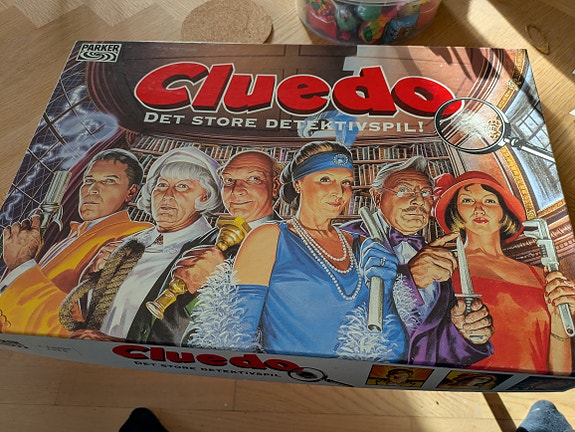 PARKER
Cluedo
DET STORE DETEKTIVSPIL!
Cluedo
DET STORE DETEKTIVSPIL